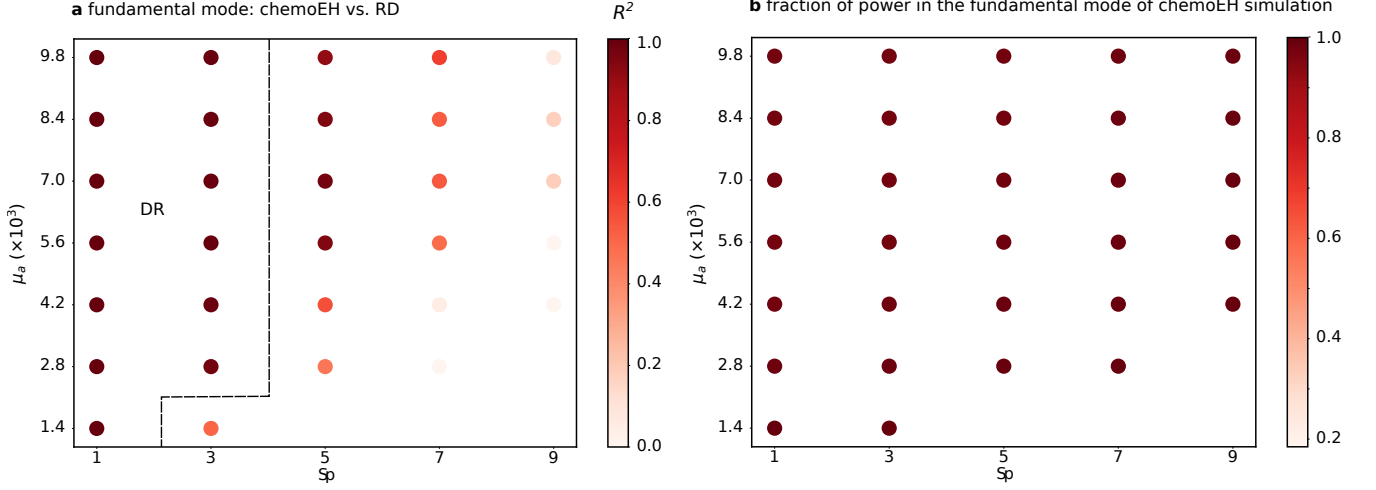 a fundamental mode: chemoEH vs. RD
R²
9.8
8.4
7.0
5.6
4.2
2.8
1.4
μₐ (×10³)
DR
1 3 5 7 9
Sp
1.0
0.8
0.6
0.4
0.2
0.0
b fraction of power in the fundamental mode of chemoEH simulation
9.8
8.4
7.0
5.6
4.2
2.8
1.4
μₐ (×10³)
1 3 5 7 9
Sp
1.0
0.8
0.6
0.4
0.2